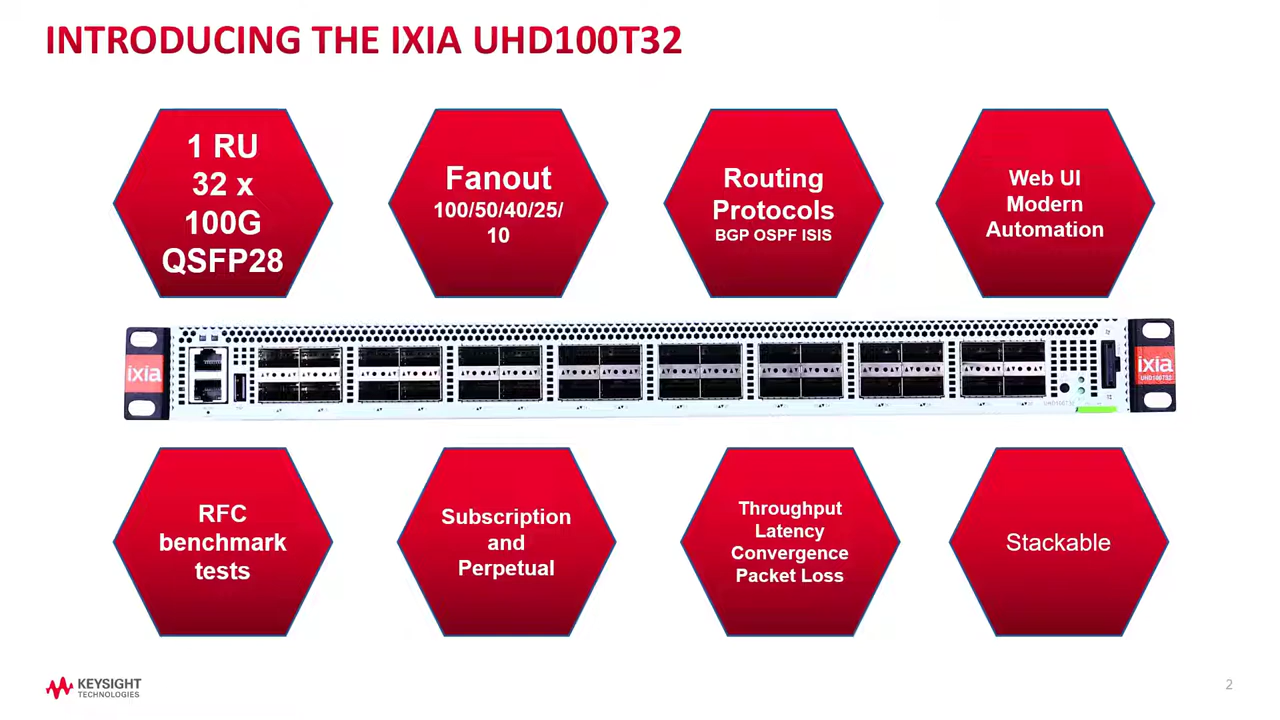 INTRODUCING THE IXIA UHD100T32
1 RU
32 x
100G
QSFP28
Fanout
100/50/40/25/
10
Routing
Protocols
BGP OSPF ISIS
Web UI
Modern
Automation
ixia
ixia
UHD100T32
UHD100T32
RFC
benchmark
tests
Subscription
and
Perpetual
Throughput
Latency
Convergence
Packet Loss
Stackable
KEYSIGHT
TECHNOLOGIES
2